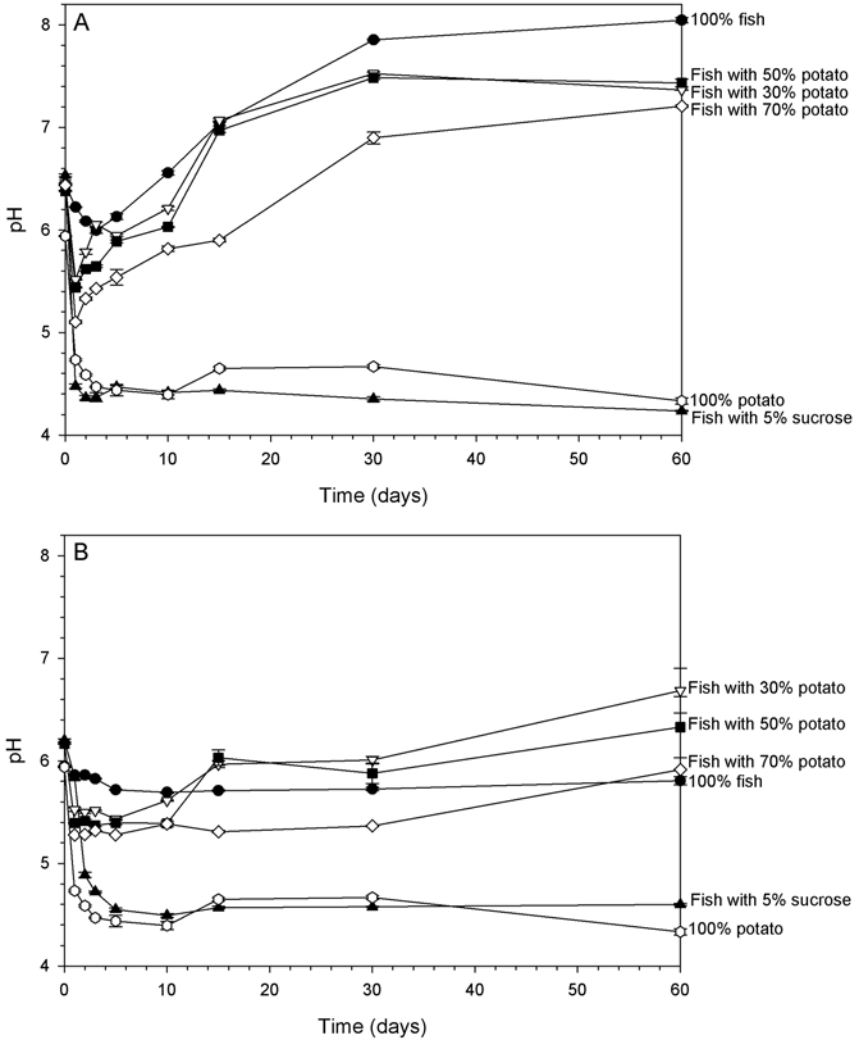 A
8
7
6
5
4
pH
0
10
20
30
40
50
60
Time (days)
100% fish
Fish with 50% potato
Fish with 30% potato
Fish with 70% potato
100% potato
Fish with 5% sucrose
B
8
7
6
5
4
pH
0
10
20
30
40
50
60
Time (days)
Fish with 30% potato
Fish with 50% potato
Fish with 70% potato
100% fish
Fish with 5% sucrose
100% potato